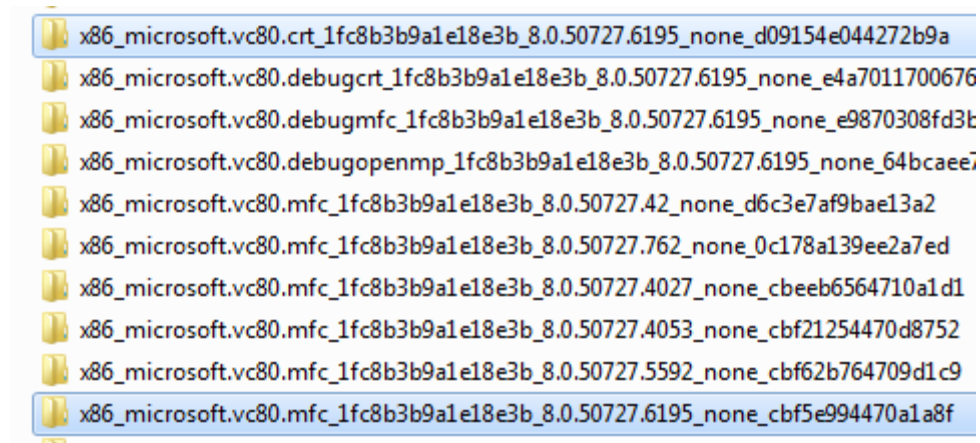 x86_microsoft.vc80.crt_1fc8b3b9a1e18e3b_8.0.50727.6195_none_d09154e044272b9a
x86_microsoft.vc80.debugcrt_1fc8b3b9a1e18e3b_8.0.50727.6195_none_e4a7011700676
x86_microsoft.vc80.debugmfc_1fc8b3b9a1e18e3b_8.0.50727.6195_none_e9870308fd3b
x86_microsoft.vc80.debugopenmp_1fc8b3b9a1e18e3b_8.0.50727.6195_none_64bcaee7
x86_microsoft.vc80.mfc_1fc8b3b9a1e18e3b_8.0.50727.42_none_d6c3e7af9bae13a2
x86_microsoft.vc80.mfc_1fc8b3b9a1e18e3b_8.0.50727.762_none_0c178a139ee2a7ed
x86_microsoft.vc80.mfc_1fc8b3b9a1e18e3b_8.0.50727.4027_none_cbeeb6564710a1d1
x86_microsoft.vc80.mfc_1fc8b3b9a1e18e3b_8.0.50727.4053_none_cbf21254470d8752
x86_microsoft.vc80.mfc_1fc8b3b9a1e18e3b_8.0.50727.5592_none_cbf62b764709d1c9
x86_microsoft.vc80.mfc_1fc8b3b9a1e18e3b_8.0.50727.6195_none_cbf5e994470a1a8f